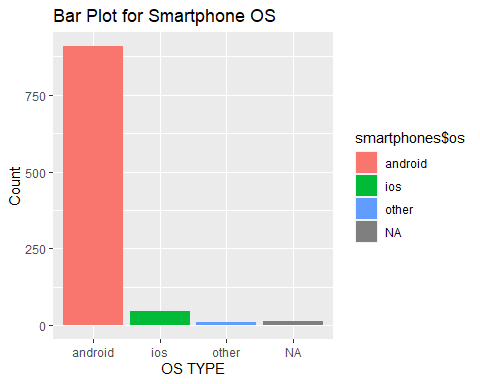 Bar Plot for Smartphone OS
Count
750
500
250
0
android
ios
other
NA
OS TYPE
smartphones$os
android
ios
other
NA